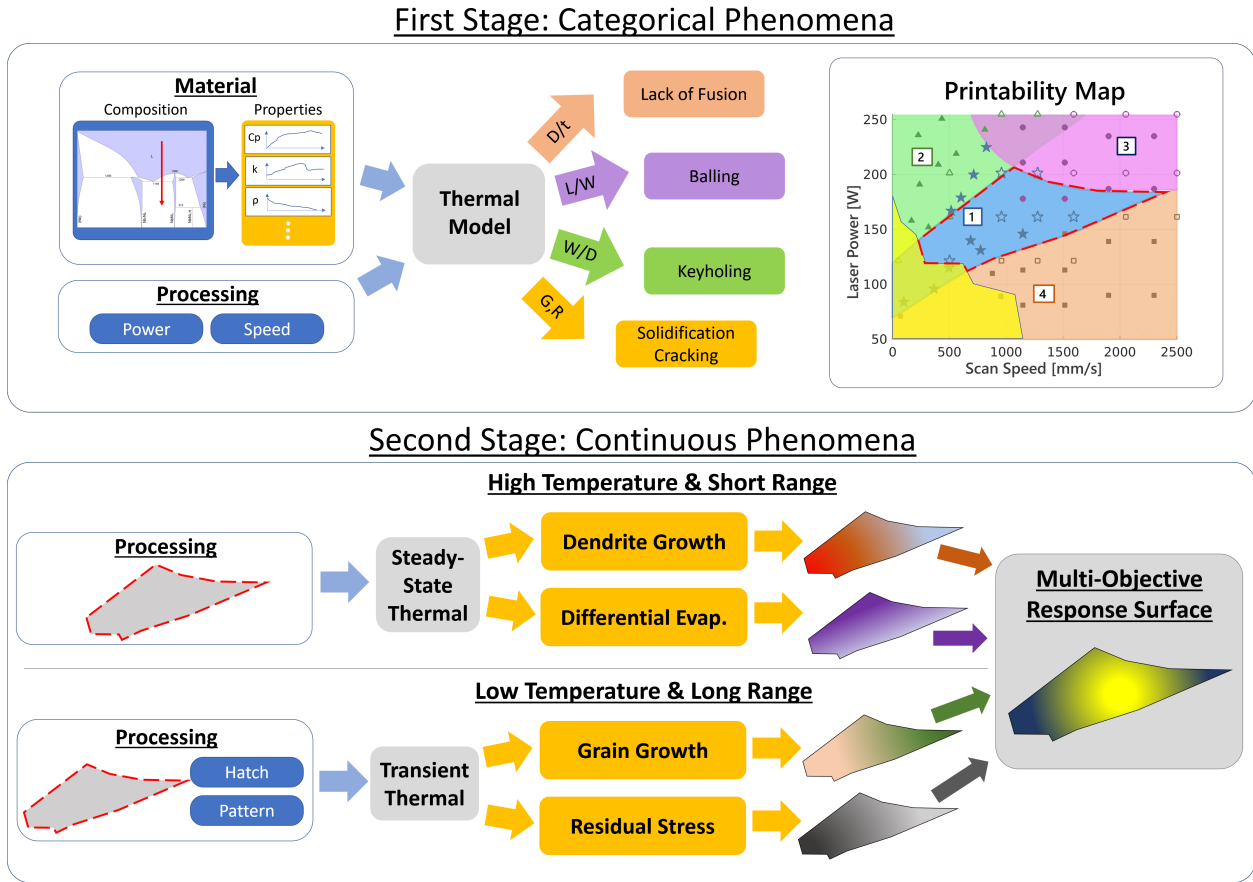 First Stage: Categorical Phenomena
Material
Composition
Properties
L
Cp
k
ρ
Processing
Power
Speed
Thermal
Model
D/t
L/W
W/D
G,R
Lack of Fusion
Balling
Keyholing
Solidification
Cracking
Printability Map
Laser Power [W]
250
200
150
100
50
2
3
1
4
0
500
1000
1500
2000
2500
Scan Speed [mm/s]
Second Stage: Continuous Phenomena
High Temperature & Short Range
Processing
Steady-
State
Thermal
Dendrite Growth
Differential Evap.
Multi-Objective
Response Surface
Low Temperature & Long Range
Processing
Hatch
Pattern
Transient
Thermal
Grain Growth
Residual Stress